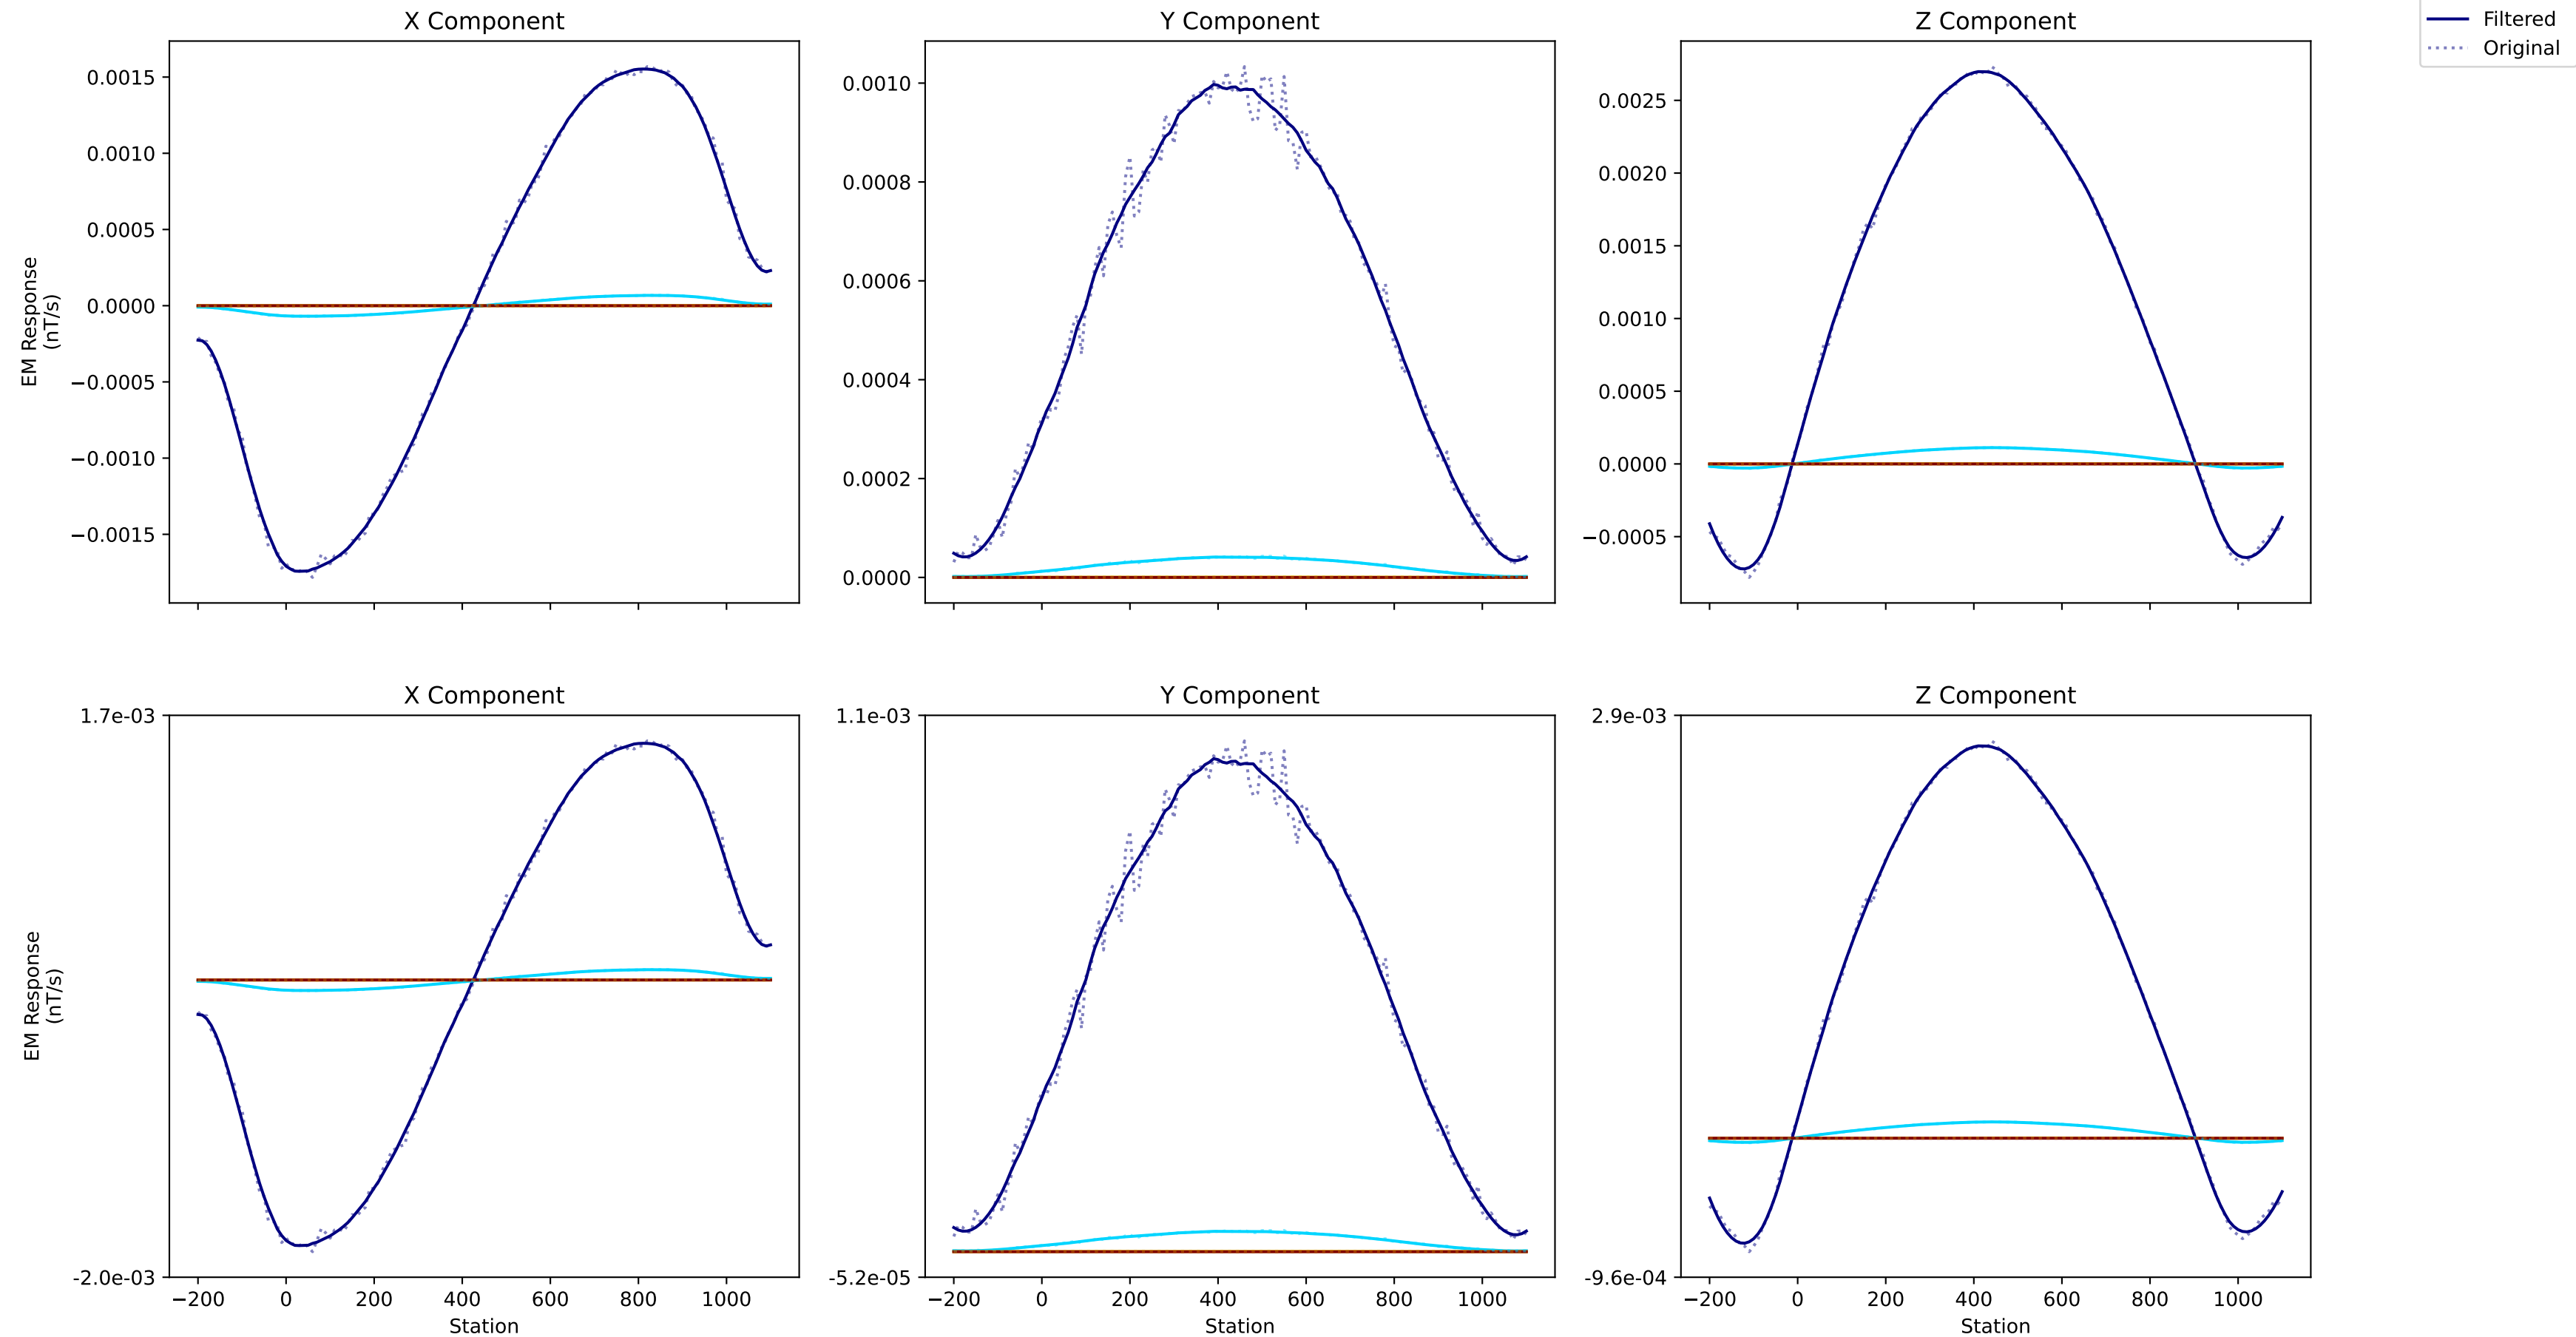 X Component
Y Component
Z Component
Filtered
Original
0.0015
0.0010
0.0005
0.0000
−0.0005
−0.0010
−0.0015
EM Response
(nT/s)
0.0010
0.0008
0.0006
0.0004
0.0002
0.0000
0.0025
0.0020
0.0015
0.0010
0.0005
0.0000
−0.0005
X Component
Y Component
Z Component
1.7e-03
-2.0e-03
EM Response
(nT/s)
1.1e-03
-5.2e-05
2.9e-03
-9.6e-04
−200 0 200 400 600 800 1000
−200 0 200 400 600 800 1000
−200 0 200 400 600 800 1000
Station
Station
Station